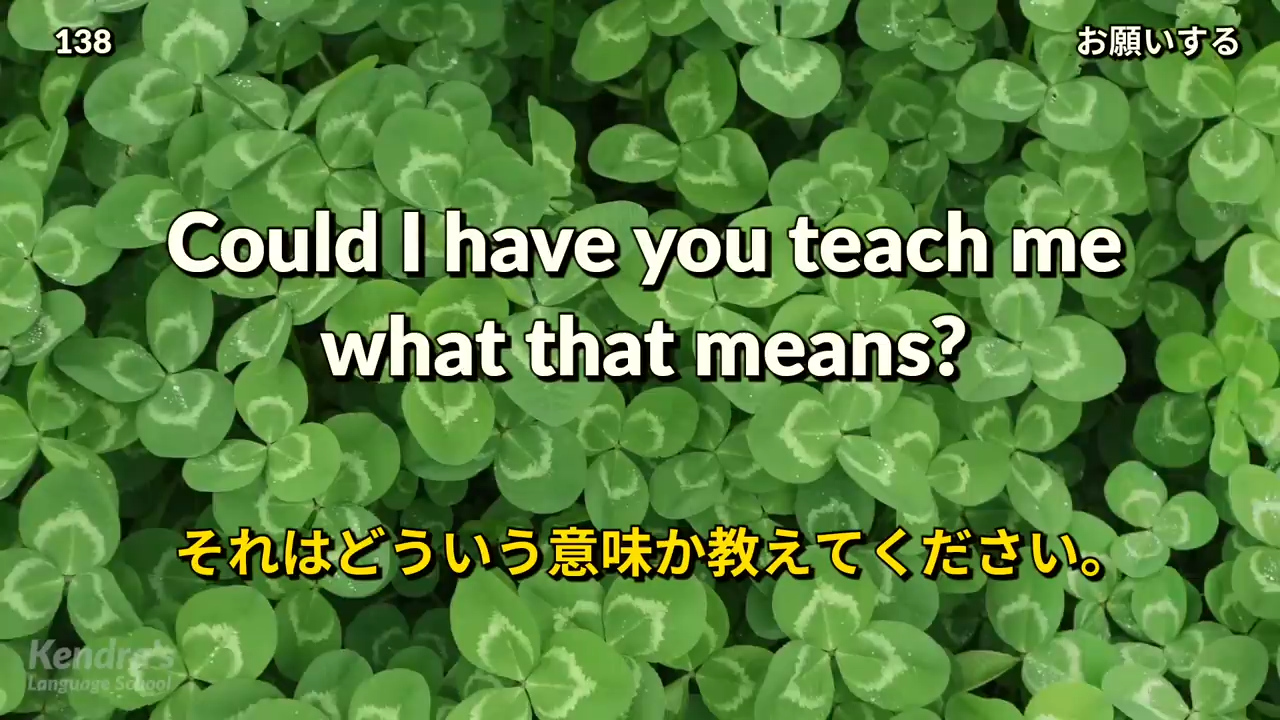 138
お願いする
Could I have you teach me
what that means?
それはどういう意味か教えてください。
Kendra's
Language School